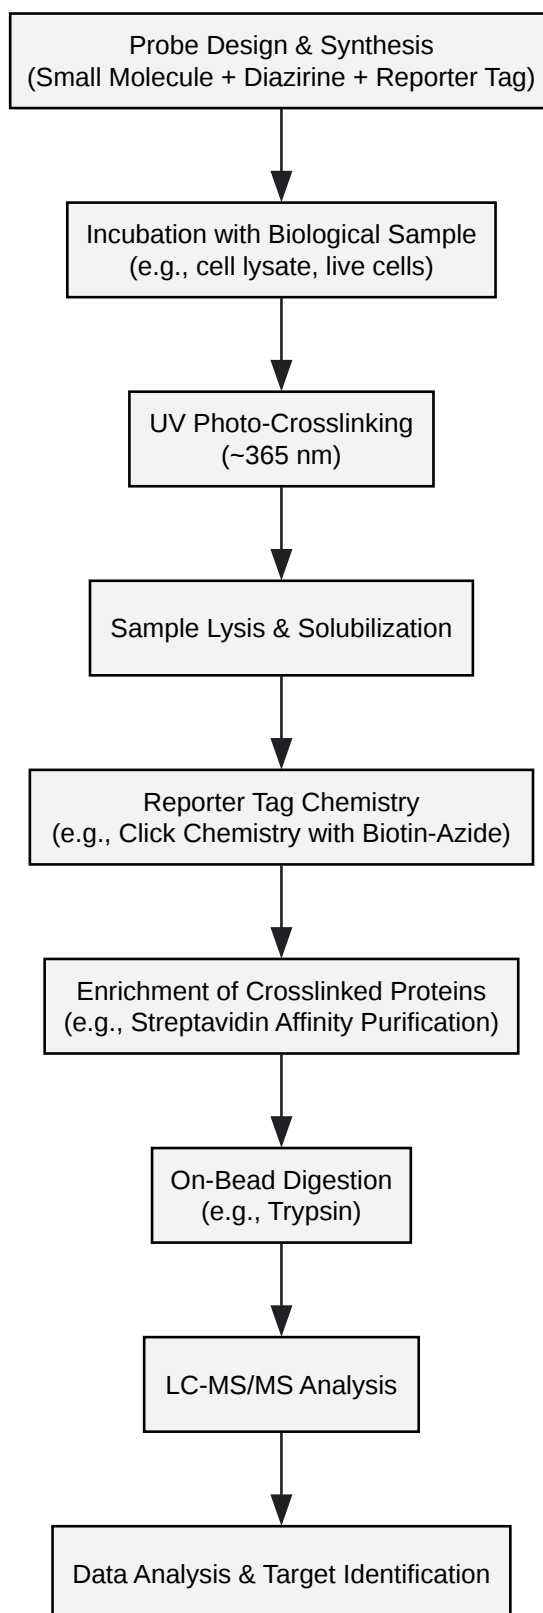 Probe Design & Synthesis
(Small Molecule + Diazirine + Reporter Tag)
Incubation with Biological Sample
(e.g., cell lysate, live cells)
UV Photo-Crosslinking
(~365 nm)
Sample Lysis & Solubilization
Reporter Tag Chemistry
(e.g., Click Chemistry with Biotin-Azide)
Enrichment of Crosslinked Proteins
(e.g., Streptavidin Affinity Purification)
On-Bead Digestion
(e.g., Trypsin)
LC-MS/MS Analysis
Data Analysis & Target Identification